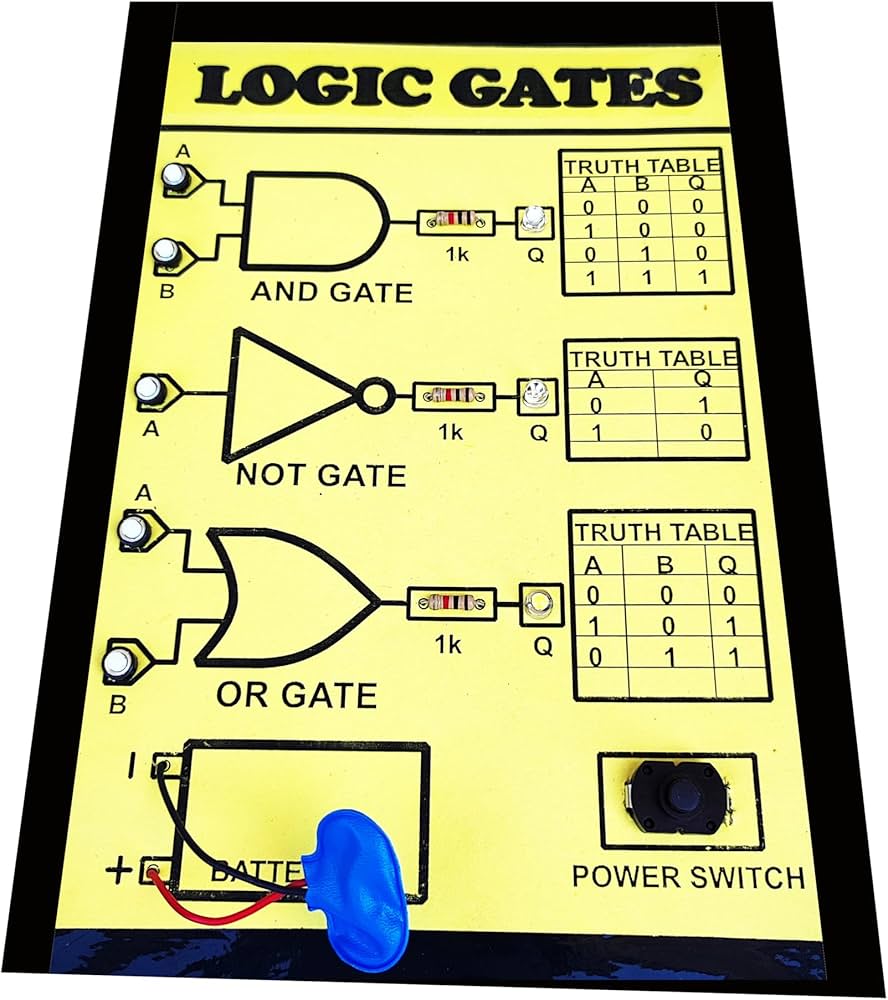 LOGIC GATES
A
B
AND GATE
1k
Q
TRUTH TABLE
A B Q
0 0 0
1 0 0
0 1 0
1 1 1
A
NOT GATE
1k
Q
TRUTH TABLE
A Q
0 1
1 0
A
B
OR GATE
1k
Q
TRUTH TABLE
A B Q
0 0 0
1 0 1
0 1 1
+
BATTE
POWER SWITCH